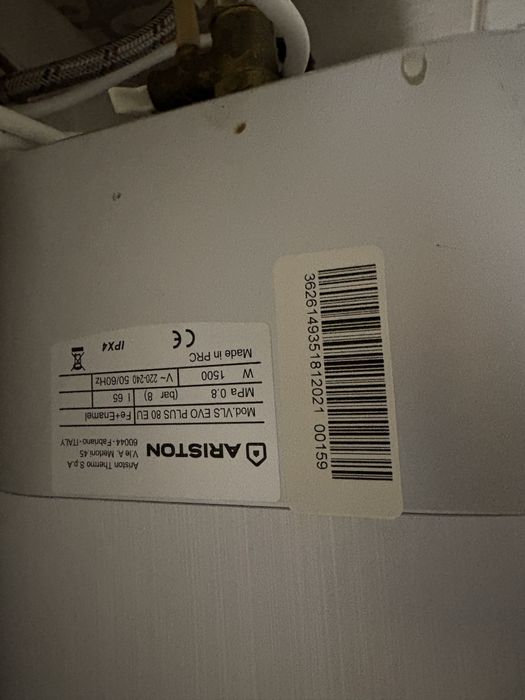 ARISTON
Ariston Thermo S.p.A
V.le A. Merloni 45
60044 - Fabriano - ITALY
Mod.VLS EVO PLUS 80 EU Fe+Enamel
MPa 0.8 (bar 8) l 65
W 1500 V~ 220-240 50/60Hz
Made in PRC
CE IPX4
3626149351812021 00159